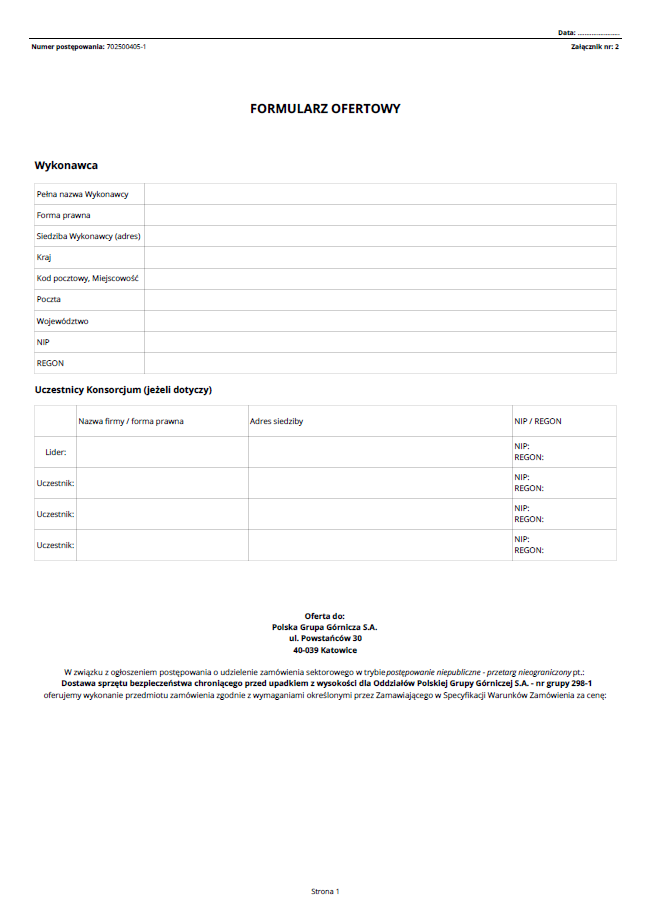 Data: .....................
Numer postępowania: 702500405-1
Załącznik nr: 2
FORMULARZ OFERTOWY
Wykonawca
Pełna nazwa Wykonawcy
Forma prawna
Siedziba Wykonawcy (adres)
Kraj
Kod pocztowy, Miejscowość
Poczta
Województwo
NIP
REGON
Uczestnicy Konsorcjum (jeżeli dotyczy)
Nazwa firmy / forma prawna
Adres siedziby
NIP / REGON
Lider:
NIP:
REGON:
Uczestnik:
NIP:
REGON:
Uczestnik:
NIP:
REGON:
Uczestnik:
NIP:
REGON:
Oferta do:
Polska Grupa Górnicza S.A.
ul. Powstańców 30
40-039 Katowice
W związku z ogłoszeniem postępowania o udzielenie zamówienia sektorowego w trybie postępowanie niepubliczne - przetarg nieograniczony pt.:
Dostawa sprzętu bezpieczeństwa chroniącego przed upadkiem z wysokości dla Oddziałów Polskiej Grupy Górniczej S.A. - nr grupy 298-1
oferujemy wykonanie przedmiotu zamówienia zgodnie z wymaganiami określonymi przez Zamawiającego w Specyfikacji Warunków Zamówienia za cenę:
Strona 1